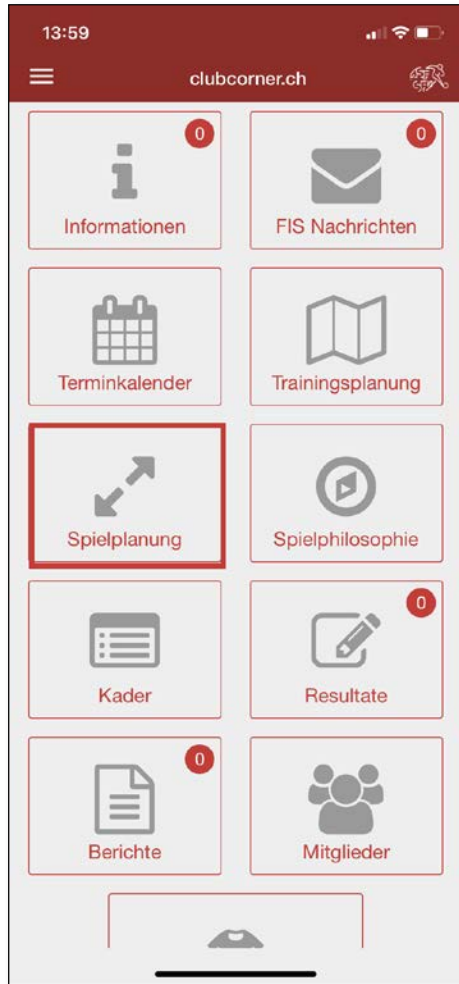 13:59
clubcorner.ch
0
0
Informationen
FIS Nachrichten
Terminkalender
Trainingsplanung
Spielplanung
Spielphilosophie
0
Kader
Resultate
0
Berichte
Mitglieder